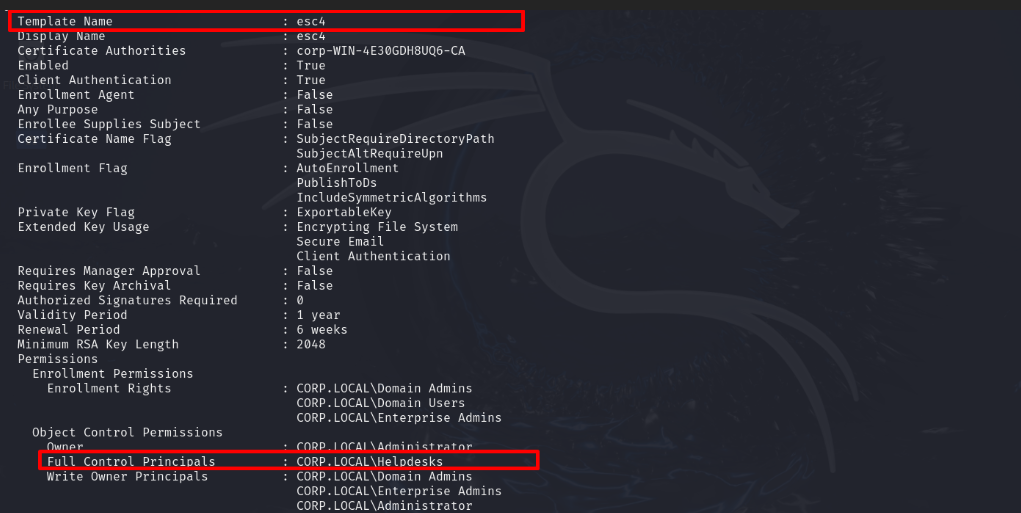 Template Name : esc4
Display Name : esc4
Certificate Authorities : corp-WIN-4E30GDH8UQ6-CA
Enabled : True
Client Authentication : True
Enrollment Agent : False
Any Purpose : False
Enrollee Supplies Subject : False
Certificate Name Flag : SubjectRequireDirectoryPath
SubjectAltRequireUpn
Enrollment Flag : AutoEnrollment
PublishToDs
IncludeSymmetricAlgorithms
Private Key Flag : ExportableKey
Extended Key Usage : Encrypting File System
Secure Email
Client Authentication
Requires Manager Approval : False
Requires Key Archival : False
Authorized Signatures Required : 0
Validity Period : 1 year
Renewal Period : 6 weeks
Minimum RSA Key Length : 2048
Permissions
Enrollment Permissions
Enrollment Rights : CORP.LOCAL\Domain Admins
CORP.LOCAL\Domain Users
CORP.LOCAL\Enterprise Admins
Object Control Permissions
Owner : CORP.LOCAL\Administrator
Full Control Principals : CORP.LOCAL\Helpdesks
Write Owner Principals : CORP.LOCAL\Domain Admins
CORP.LOCAL\Enterprise Admins
CORP.LOCAL\Administrator